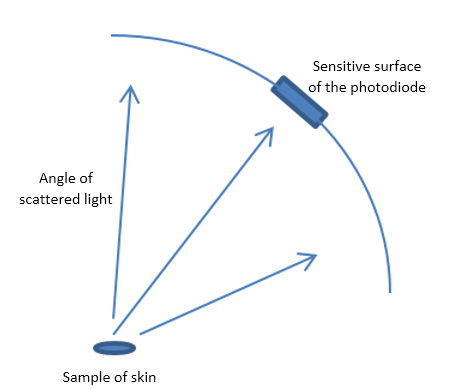 Sensitive surface
of the photodiode
Angle of
scattered light
Sample of skin